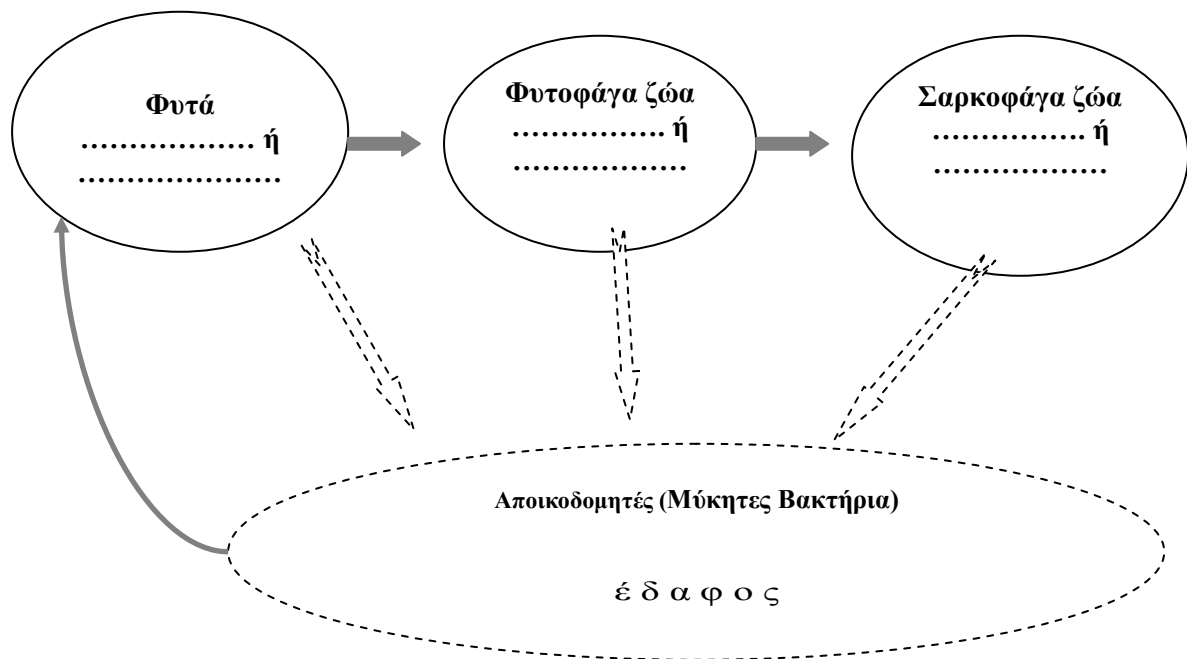 Φυτά
……………… ή
…………………
Φυτοφάγα ζώα
……………. ή
………………
Σαρκοφάγα ζώα
……………. ή
………………
Αποικοδομητές (Μύκητες Βακτήρια)
έ δ α φ ο ς